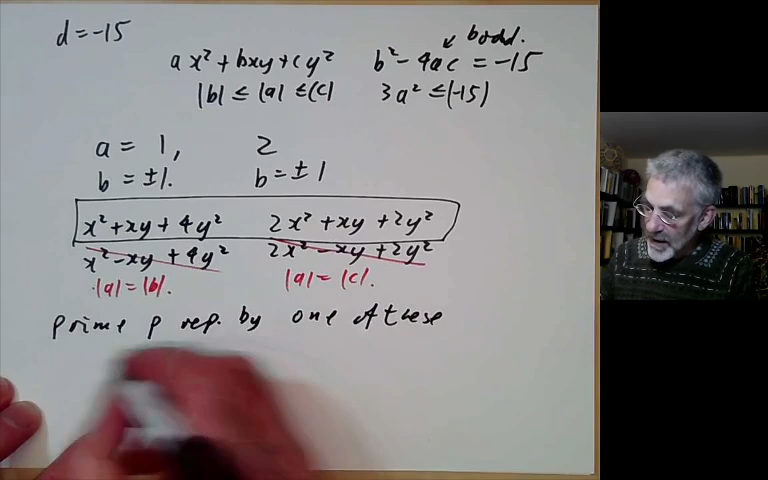 d = -15
b odd.
ax² + bxy + cy² b² - 4ac = -15
|b| ≤ |a| ≤ |c| 3a² ≤ |-15|
a = 1, 2
b = ±1. b = ±1
x² + xy + 4y² 2x² + xy + 2y²
x² - xy + 4y² 2x² - xy + 2y²
|a| = |b|. |a| = |c|.
prime p rep. by one of these